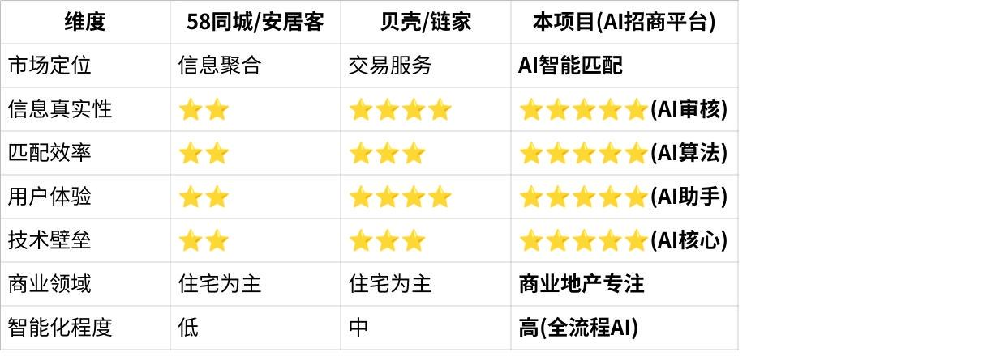 维度 58同城/安居客 贝壳/链家 本项目(AI招商平台)
市场定位 信息聚合 交易服务 AI智能匹配
信息真实性 ⭐⭐ ⭐⭐⭐⭐ ⭐⭐⭐⭐⭐(AI审核)
匹配效率 ⭐⭐ ⭐⭐⭐ ⭐⭐⭐⭐⭐(AI算法)
用户体验 ⭐⭐ ⭐⭐⭐⭐ ⭐⭐⭐⭐⭐(AI助手)
技术壁垒 ⭐⭐ ⭐⭐⭐ ⭐⭐⭐⭐⭐(AI核心)
商业领域 住宅为主 住宅为主 商业地产专注
智能化程度 低 中 高(全流程AI)